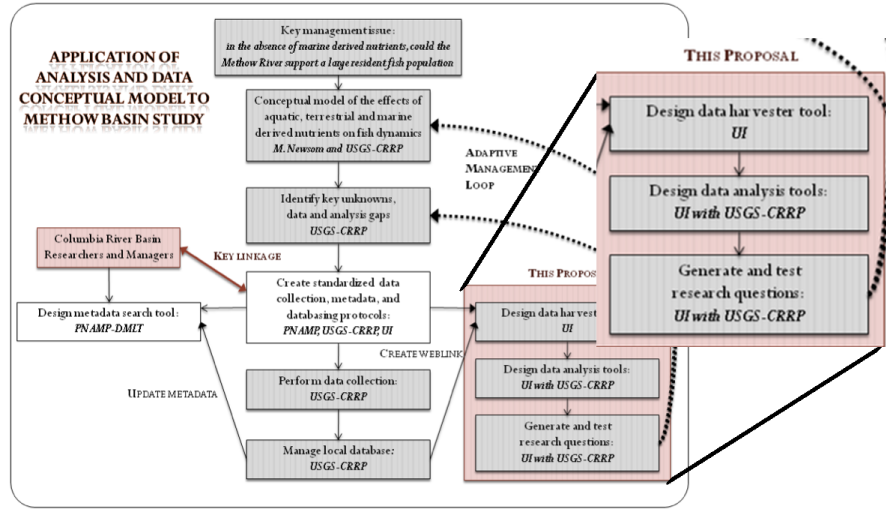 APPLICATION OF
ANALYSIS AND DATA
CONCEPTUAL MODEL TO
METHOW BASIN STUDY
Key management issue:
in the absence of marine derived nutrients, could the
Methow River support a large resident fish population
Conceptual model of the effects of
aquatic, terrestrial and marine
derived nutrients on fish dynamics
M. Newsom and USGS-CRRP
ADAPTIVE
MANAGEMENT
LOOP
Identify key unknowns,
data and analysis gaps
USGS-CRRP
Columbia River Basin
Researchers and Managers
KEY LINKAGE
Create standardized data
collection, metadata, and
databasing protocols:
PNAMP, USGS-CRRP, UI
Design metadata search tool:
PNAMP-DMLT
CREATE WEBLINK
UPDATE METADATA
Perform data collection:
USGS-CRRP
Manage local database:
USGS-CRRP
THIS PROPOS
Design data harves
UI
Design data analysis tools:
UI with USGS-CRRP
Generate and test
research questions:
UI with USGS-CRRP
THIS PROPOSAL
Design data harvester tool:
UI
Design data analysis tools:
UI with USGS-CRRP
Generate and test
research questions:
UI with USGS-CRRP